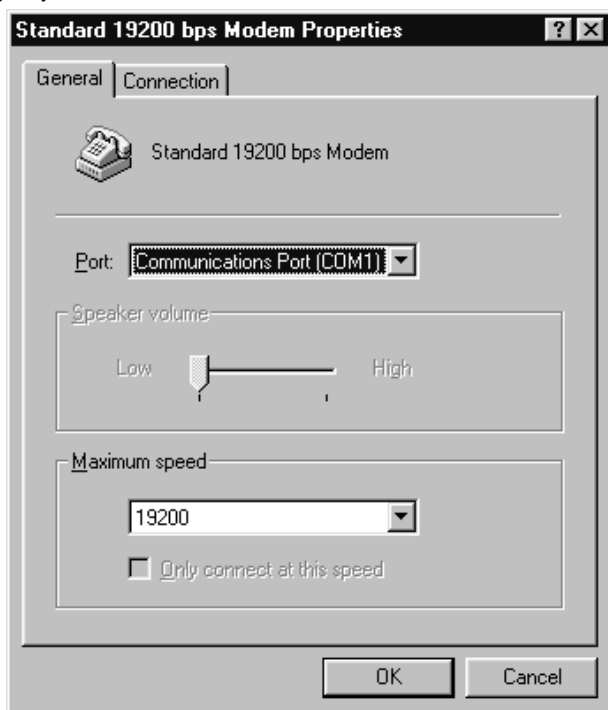 Standard 19200 bps Modem Properties ? ×
General Connection
Standard 19200 bps Modem
Port: Communications Port (COM1)
Speaker volume
Low High
Maximum speed
19200
Only connect at this speed
OK Cancel